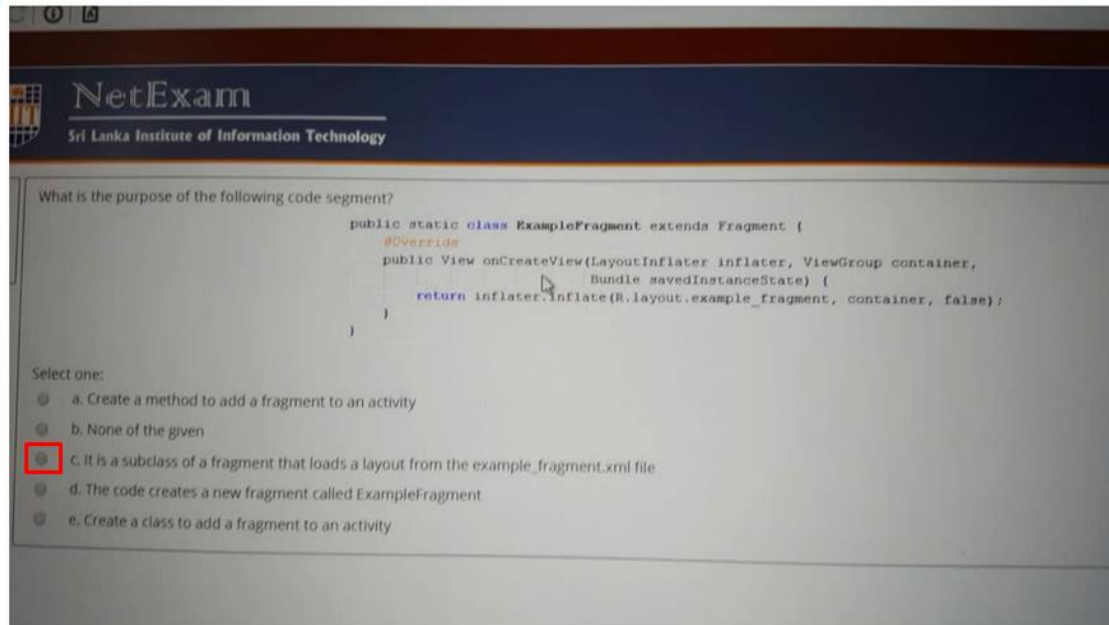 NetExam
Sri Lanka Institute of Information Technology
What is the purpose of the following code segment?
public static class ExampleFragment extends Fragment {
@Override
public View onCreateView(LayoutInflater inflater, ViewGroup container,
Bundle savedInstanceState) {
return inflater.inflate(R.layout.example_fragment, container, false);
}
}
Select one:
a. Create a method to add a fragment to an activity
b. None of the given
c. It is a subclass of a fragment that loads a layout from the example_fragment.xml file
d. The code creates a new fragment called ExampleFragment
e. Create a class to add a fragment to an activity